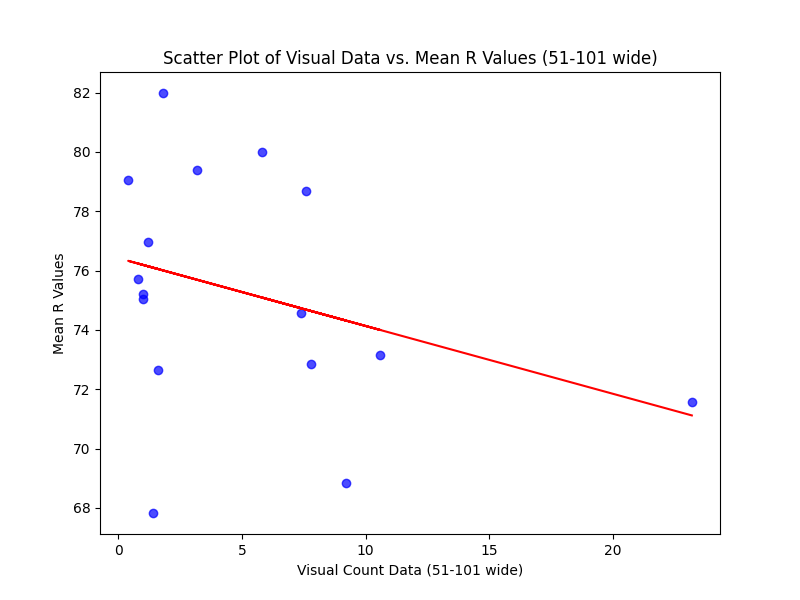 Scatter Plot of Visual Data vs. Mean R Values (51-101 wide)
82
80
78
76
74
72
70
68
Mean R Values
0 5 10 15 20
Visual Count Data (51-101 wide)